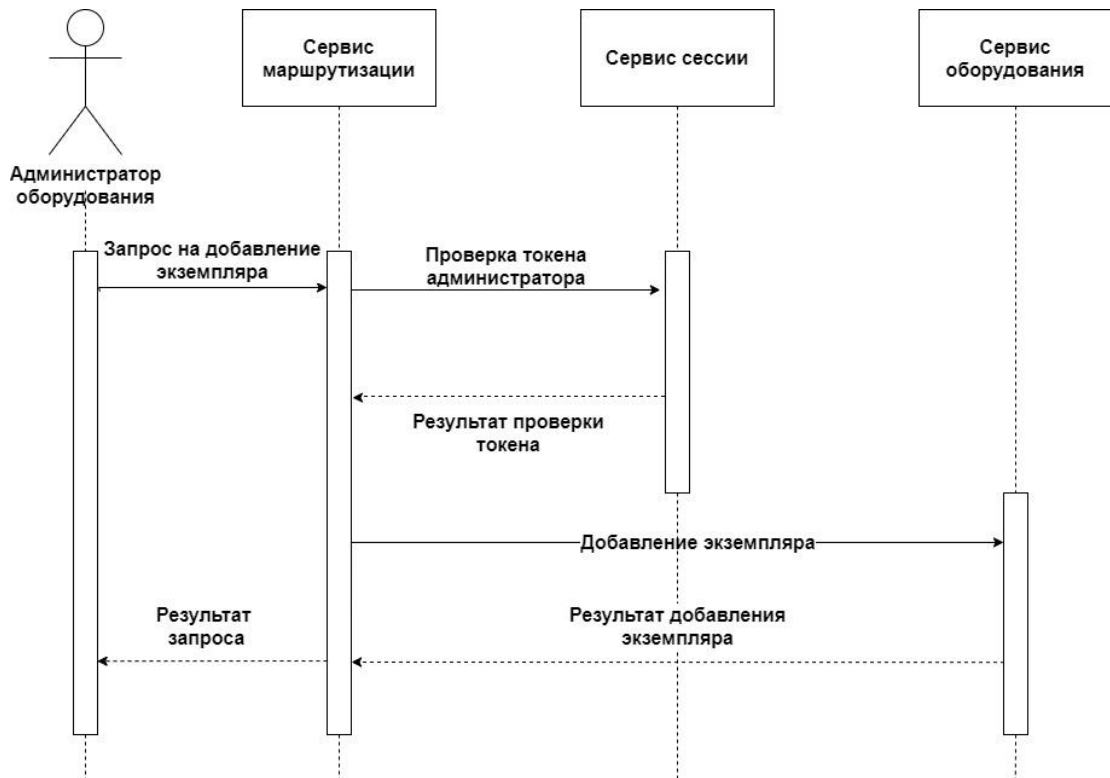 Сервис
маршрутизации
Сервис сессии
Сервис
оборудования
Администратор
оборудования
Запрос на добавление
экземпляра
Проверка токена
администратора
Результат проверки
токена
Добавление экземпляра
Результат
запроса
Результат добавления
экземпляра